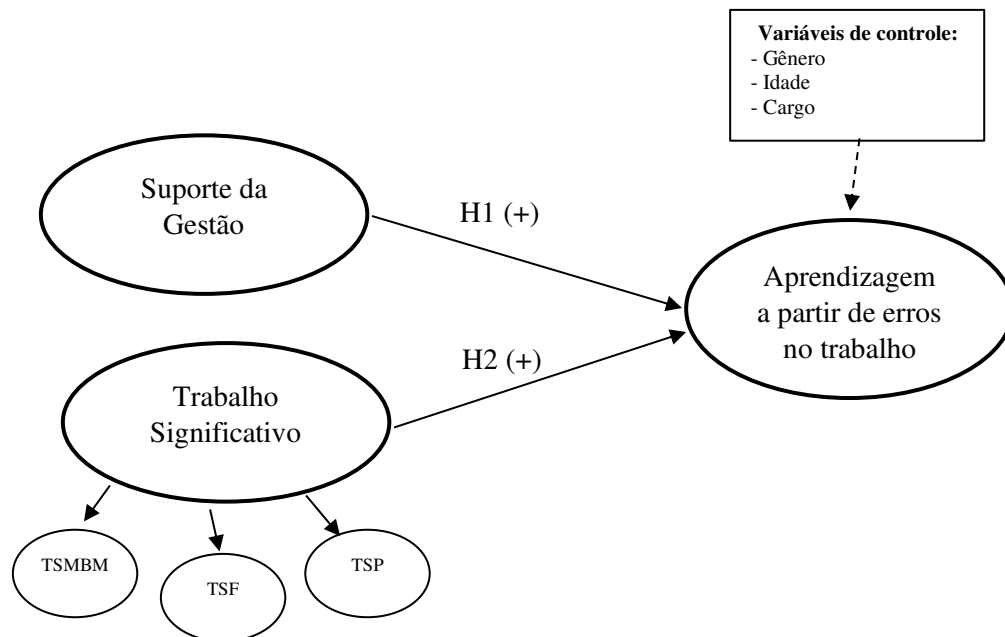 Variáveis de controle:
- Gênero
- Idade
- Cargo
Suporte da
Gestão
H1 (+)
Aprendizagem
a partir de erros
no trabalho
H2 (+)
Trabalho
Significativo
TSMBM
TSF
TSP